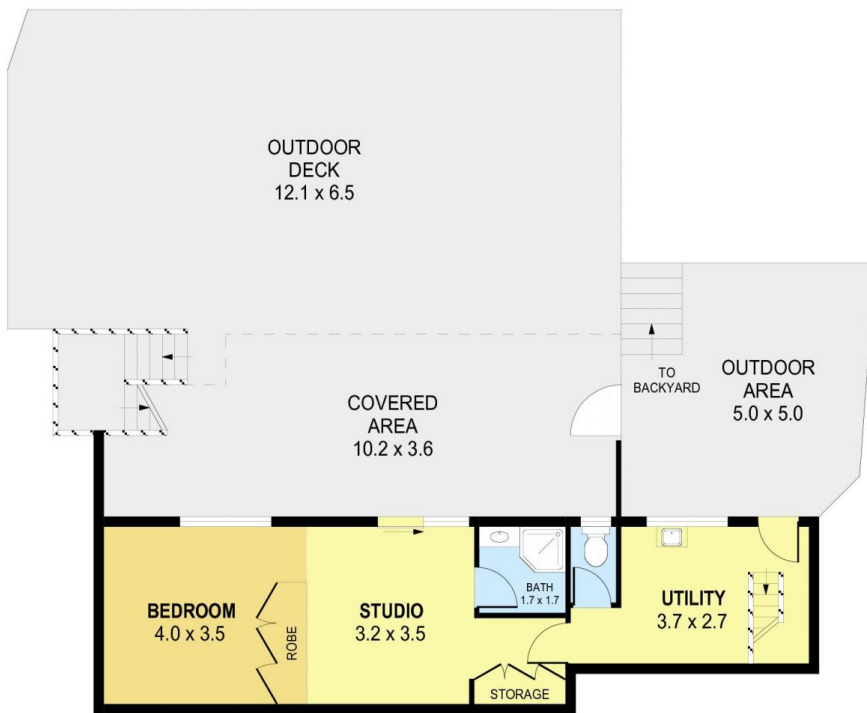 OUTDOOR
DECK
12.1 x 6.5
TO
BACKYARD
OUTDOOR
AREA
5.0 x 5.0
COVERED
AREA
10.2 x 3.6
BEDROOM
4.0 x 3.5
ROBE
STUDIO
3.2 x 3.5
BATH
1.7 x 1.7
STORAGE
UTILITY
3.7 x 2.7